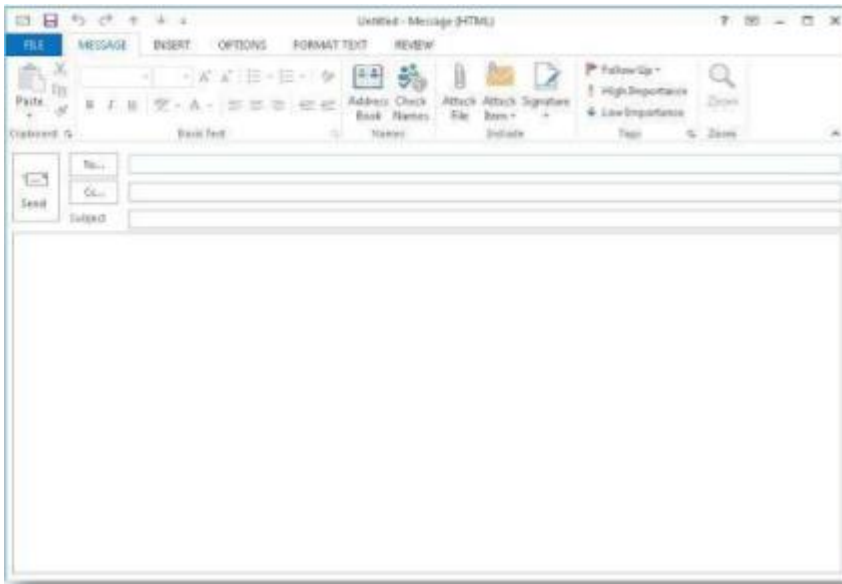 Untitled - Message (HTML)
FILE MESSAGE INSERT OPTIONS FORMAT TEXT REVIEW
Paste
B I U
Address Book
Check Names
Attach File
Attach Item
Signature
Follow Up
High Importance
Low Importance
Zoom
Clipboard Basic Text Names Include Tags Zoom
Send
To...
Cc...
Subject